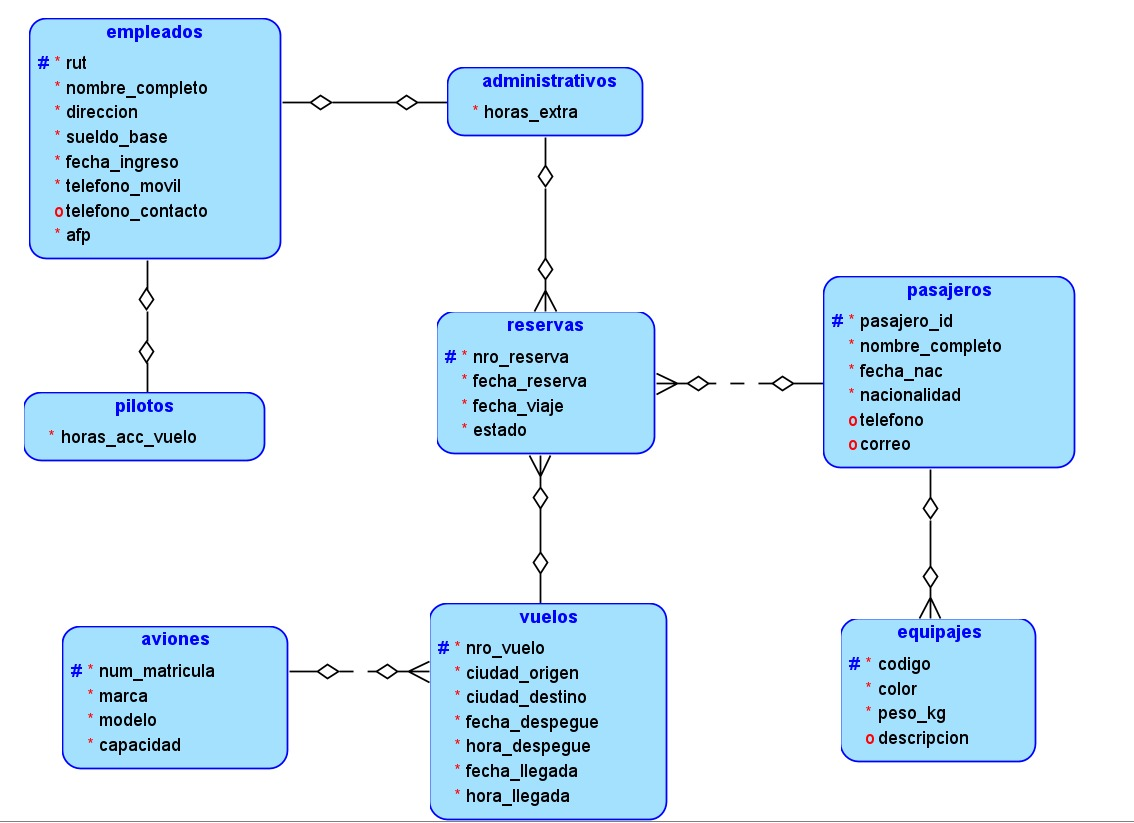 empleados
# * rut
* nombre_completo
* direccion
* sueldo_base
* fecha_ingreso
* telefono_movil
o telefono_contacto
* afp
administrativos
* horas_extra
pilotos
* horas_acc_vuelo
reservas
# * nro_reserva
* fecha_reserva
* fecha_viaje
* estado
pasajeros
# * pasajero_id
* nombre_completo
* fecha_nac
* nacionalidad
o telefono
o correo
aviones
# * num_matricula
* marca
* modelo
* capacidad
vuelos
# * nro_vuelo
* ciudad_origen
* ciudad_destino
* fecha_despegue
* hora_despegue
* fecha_llegada
* hora_llegada
equipajes
# * codigo
* color
* peso_kg
o descripcion